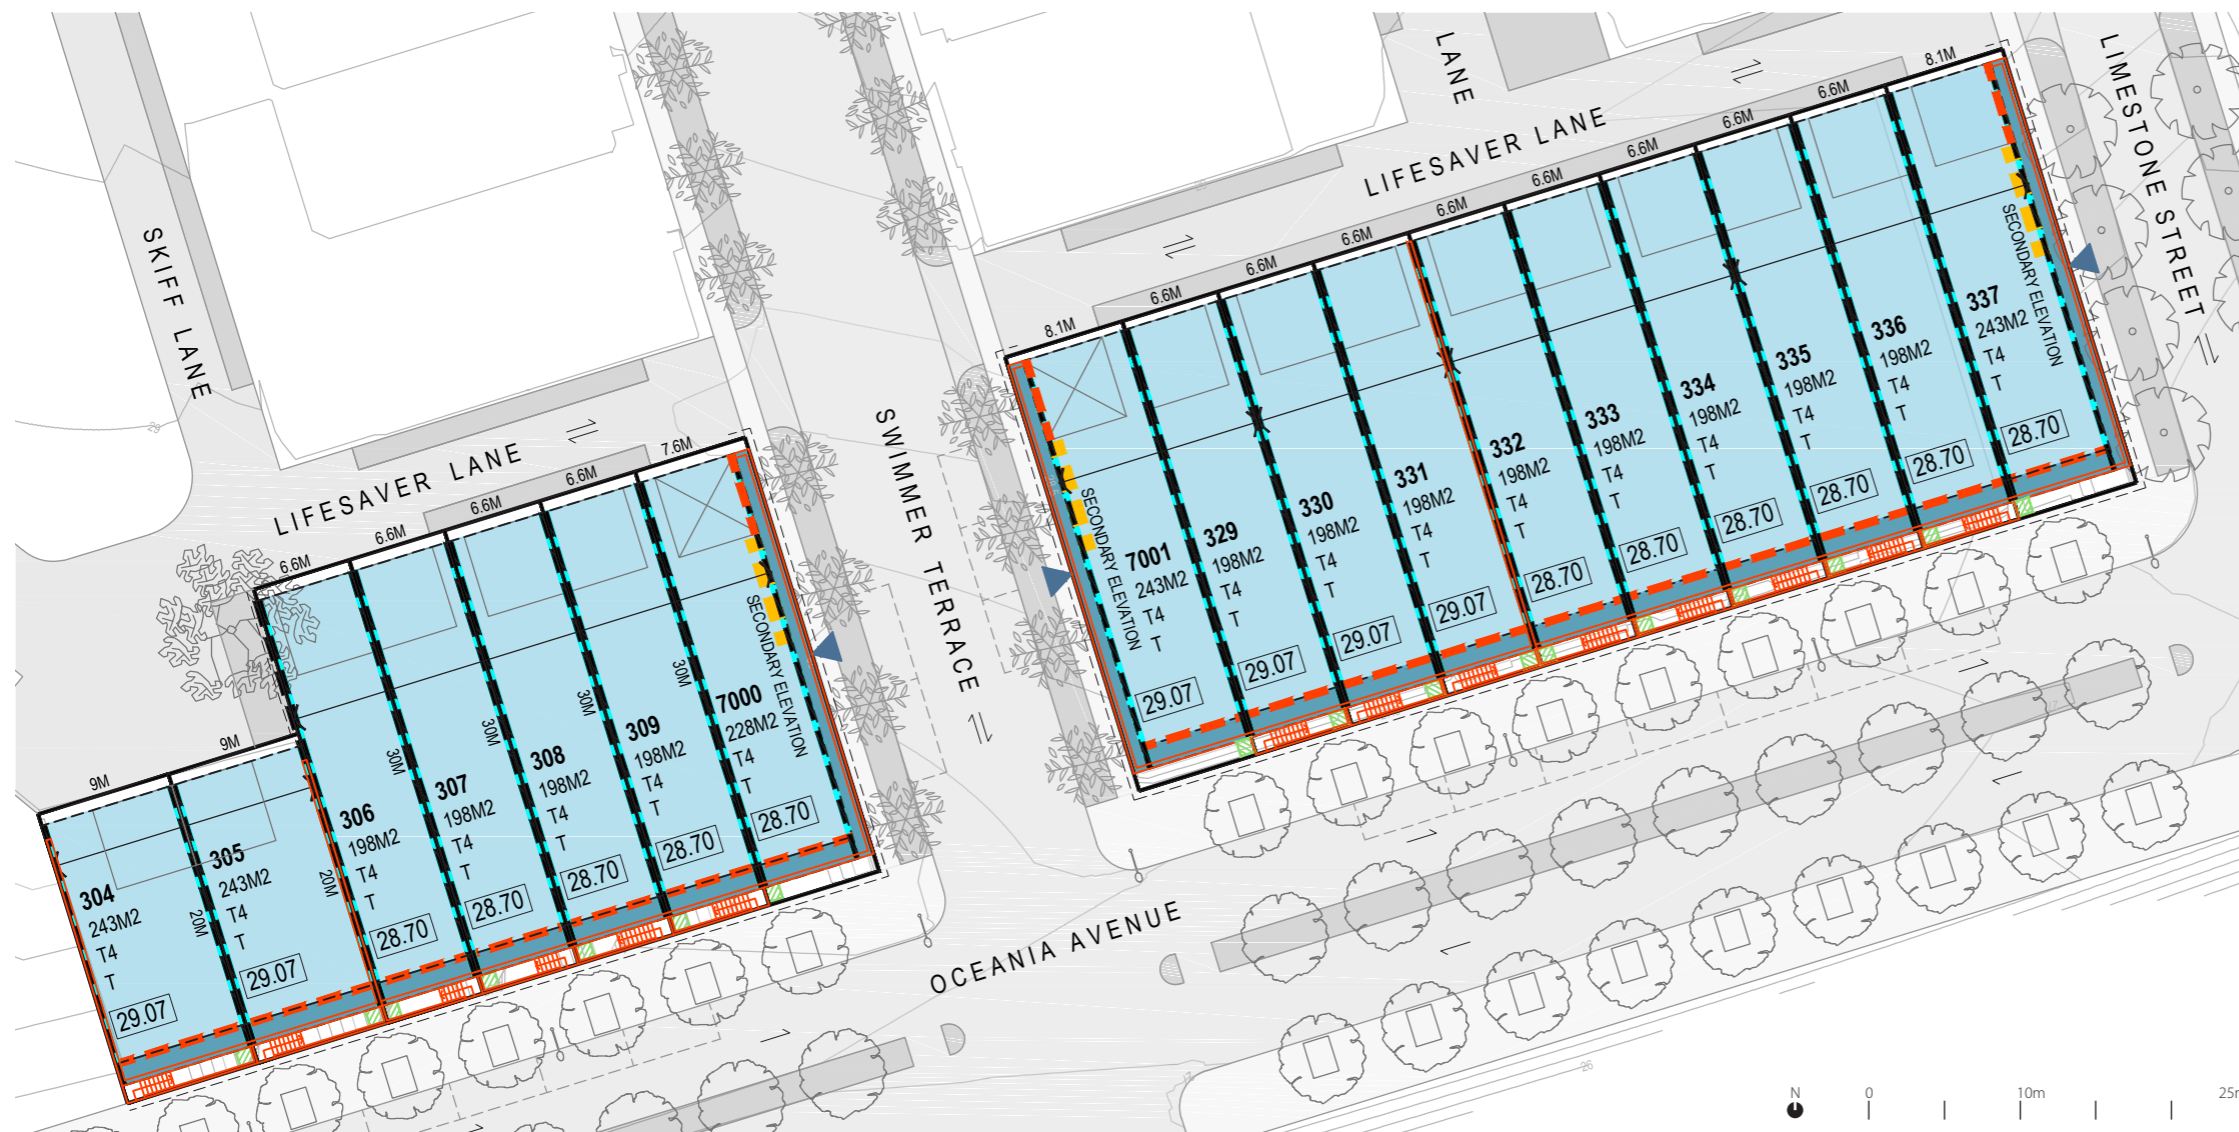 SKIFF LANE
LIFESAVER LANE
SWIMMER TERRACE
LANE
LIFESAVER LANE
LIMESTONE STREET
OCEANIA AVENUE
9M
9M
6.6M
6.6M
6.6M
6.6M
7.6M
20M
20M
30M
30M
30M
30M
304
243M2
T4
T
29.07
305
243M2
T4
T
29.07
306
198M2
T4
T
28.70
307
198M2
T4
T
28.70
308
198M2
T4
T
28.70
309
198M2
T4
T
28.70
7000
228M2
T4
T
28.70
SECONDARY ELEVATION
8.1M
6.6M
6.6M
6.6M
6.6M
6.6M
6.6M
6.6M
6.6M
8.1M
SECONDARY ELEVATION
7001
243M2
T4
T
29.07
329
198M2
T4
T
29.07
330
198M2
T4
T
29.07
331
198M2
T4
T
29.07
332
198M2
T4
T
28.70
333
198M2
T4
T
28.70
334
198M2
T4
T
28.70
335
198M2
T4
T
28.70
336
198M2
T4
T
28.70
337
243M2
T4
T
28.70
SECONDARY ELEVATION
26
N
0
10m